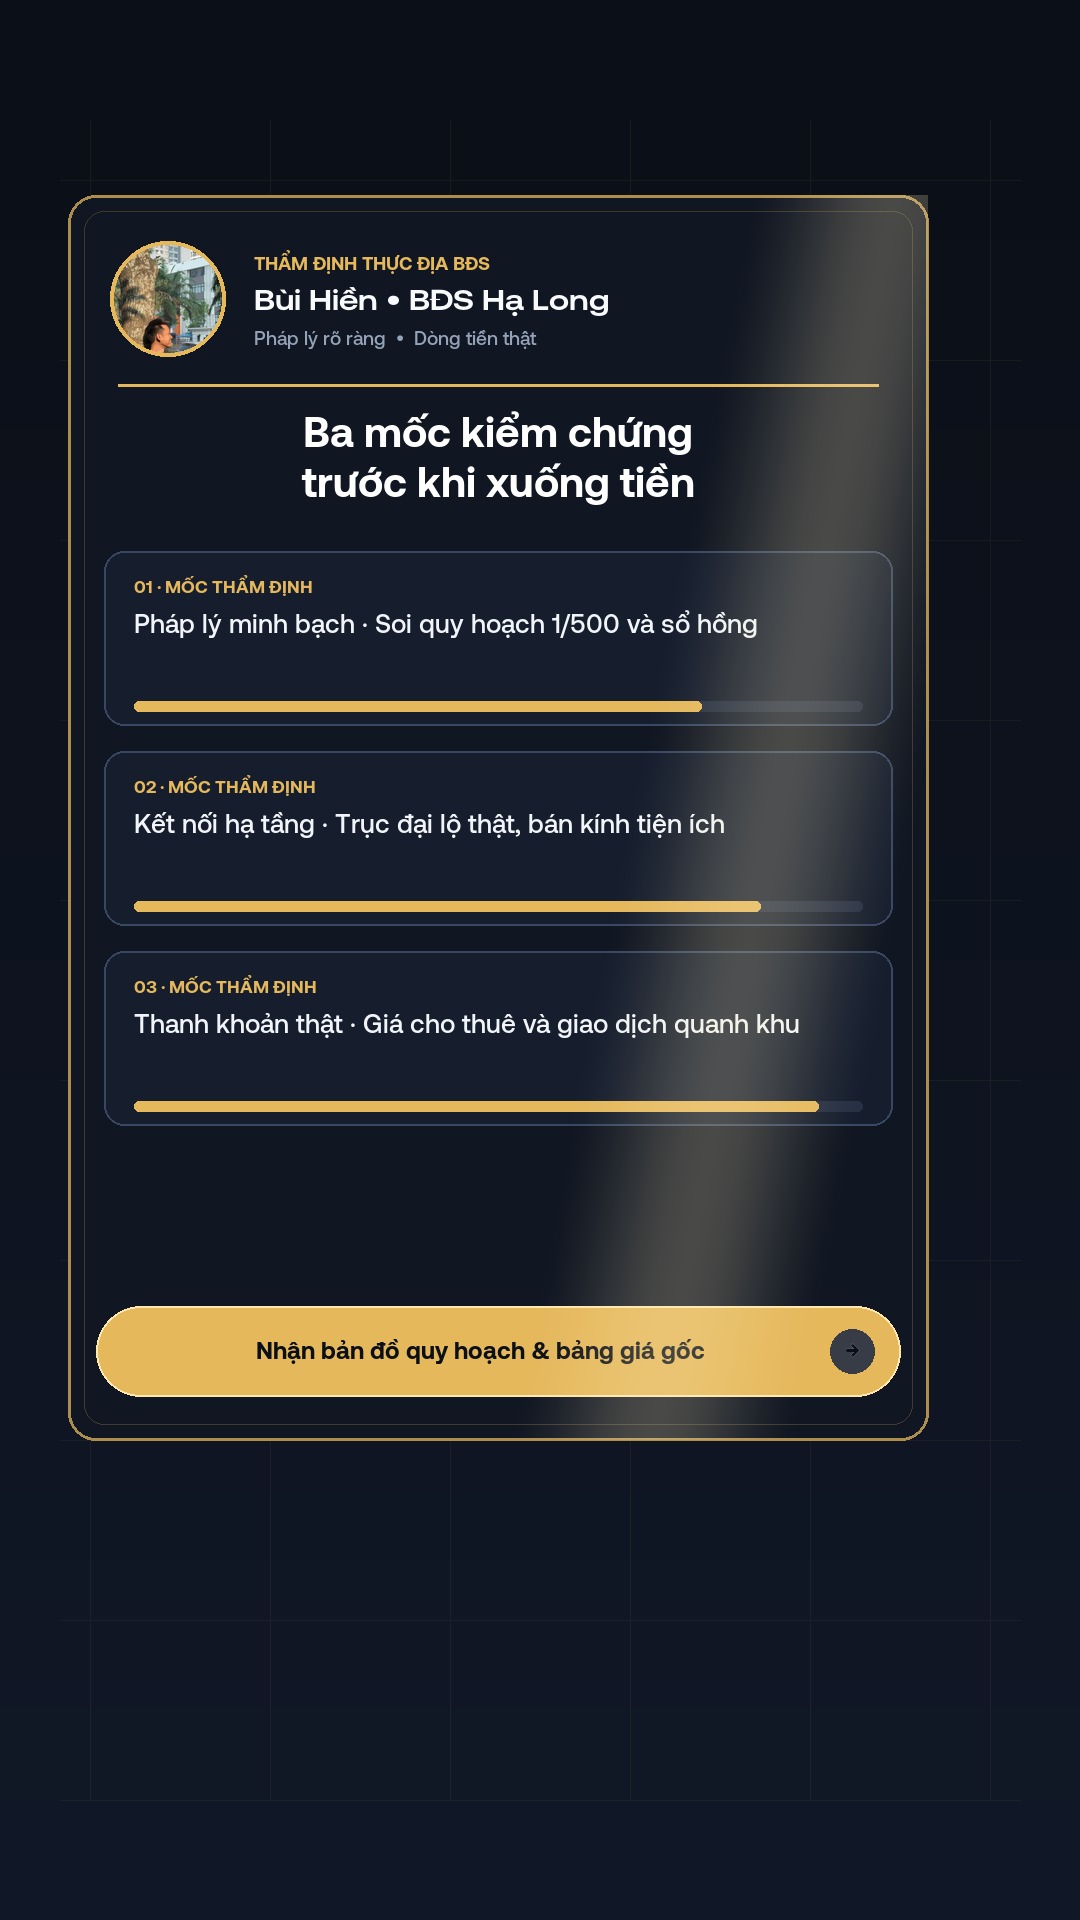 THẨM ĐỊNH THỰC ĐỊA BĐS
Bùi Hiền • BĐS Hạ Long
Pháp lý rõ ràng • Dòng tiền thật
Ba mốc kiểm chứng
trước khi xuống tiền
01 · MỐC THẨM ĐỊNH
Pháp lý minh bạch · Soi quy hoạch 1/500 và sổ hồng
02 · MỐC THẨM ĐỊNH
Kết nối hạ tầng · Trục đại lộ thật, bán kính tiện ích
03 · MỐC THẨM ĐỊNH
Thanh khoản thật · Giá cho thuê và giao dịch quanh khu
Nhận bản đồ quy hoạch & bảng giá gốc